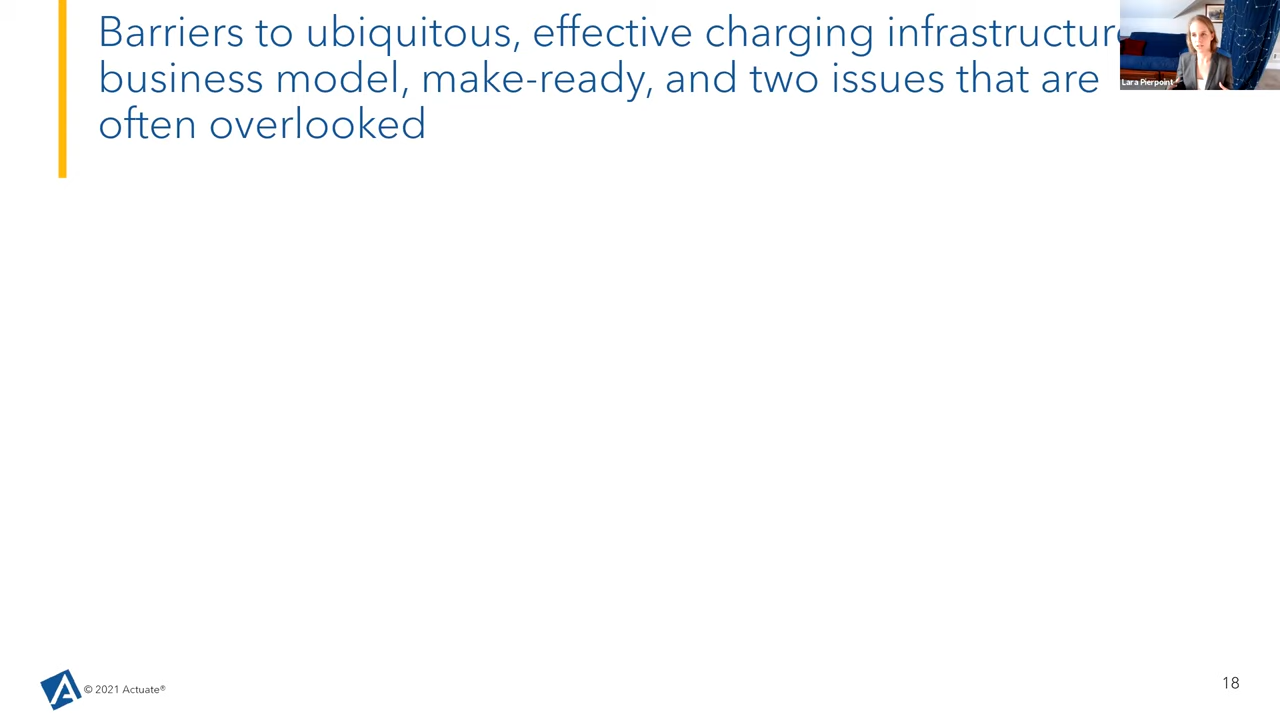 Barriers to ubiquitous, effective charging infrastructure
business model, make-ready, and two issues that are
often overlooked
Lara Pierpoint
© 2021 Actuate®
18